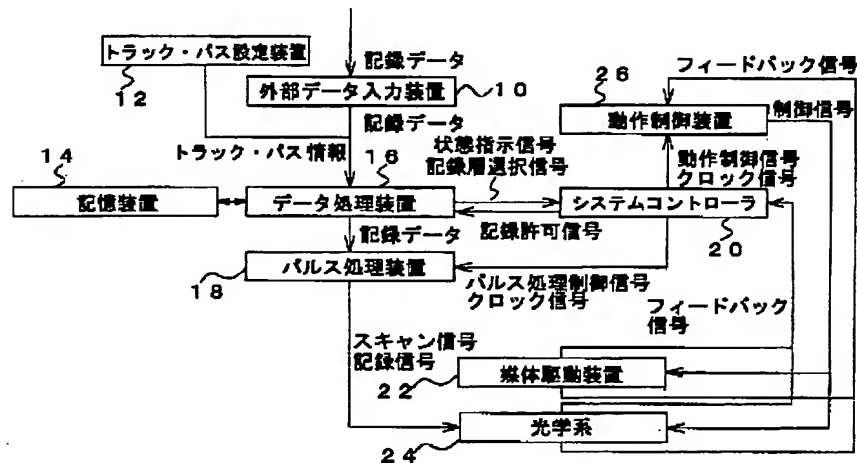 トラック・パス設定装置
12
記録データ
外部データ入力装置
10
記録データ
トラック・パス情報
フィードバック信号
26
制御信号
動作制御装置
動作制御信号
クロック信号
14
記憶装置
16
データ処理装置
状態指示信号
記録層選択信号
システムコントローラ
20
記録許可信号
記録データ
パルス処理装置
18
パルス処理制御信号
クロック信号
フィードバック
信号
スキャン信号
記録信号
22
媒体駆動装置
光学系
24